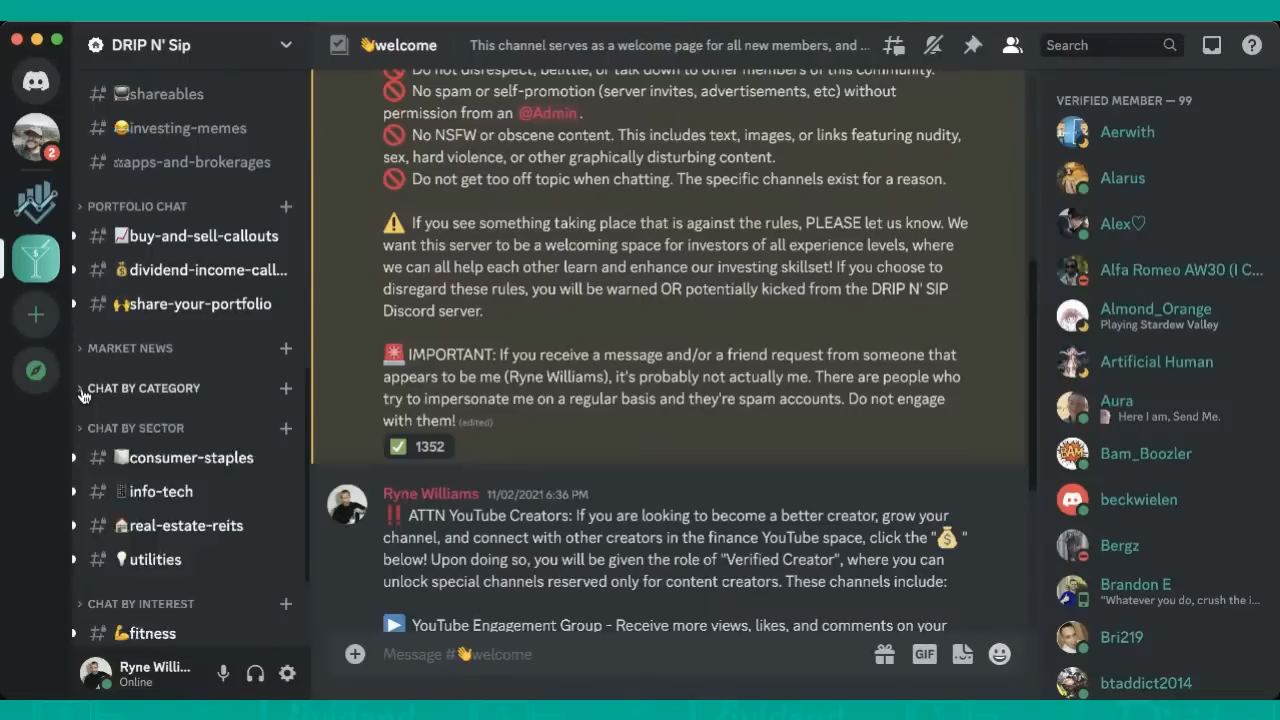 DRIP N' Sip
shareables
investing-memes
apps-and-brokerages
PORTFOLIO CHAT
buy-and-sell-callouts
dividend-income-call...
share-your-portfolio
MARKET NEWS
CHAT BY CATEGORY
CHAT BY SECTOR
consumer-staples
info-tech
real-estate-reits
utilities
CHAT BY INTEREST
fitness
Ryne Willi...
Online
2
👋welcome
This channel serves as a welcome page for all new members, and ...
Search
🚫 Do not disrespect, belittle, or talk down to other members of this community.
🚫 No spam or self-promotion (server invites, advertisements, etc) without
permission from an @Admin.
🚫 No NSFW or obscene content. This includes text, images, or links featuring nudity,
sex, hard violence, or other graphically disturbing content.
🚫 Do not get too off topic when chatting. The specific channels exist for a reason.
⚠️ If you see something taking place that is against the rules, PLEASE let us know. We
want this server to be a welcoming space for investors of all experience levels, where
we can all help each other learn and enhance our investing skillset! If you choose to
disregard these rules, you will be warned OR potentially kicked from the DRIP N' SIP
Discord server.
🚨 IMPORTANT: If you receive a message and/or a friend request from someone that
appears to be me (Ryne Williams), it's probably not actually me. There are people who
try to impersonate me on a regular basis and they're spam accounts. Do not engage
with them! (edited)
✅ 1352
Ryne Williams 11/02/2021 6:36 PM
‼️ ATTN YouTube Creators: If you are looking to become a better creator, grow your
channel, and connect with other creators in the finance YouTube space, click the "💰 "
below! Upon doing so, you will be given the role of "Verified Creator", where you can
unlock special channels reserved only for content creators. These channels include:
▶️ YouTube Engagement Group - Receive more views, likes, and comments on your
Message #👋welcome
GIF
VERIFIED MEMBER — 99
Aerwith
Alarus
Alex♡
Alfa Romeo AW30 (I C...
Almond_Orange
Playing Stardew Valley
Artificial Human
Aura
Here I am, Send Me.
Bam_Boozler
beckwielen
Bergz
Brandon E
"Whatever you do, crush the i...
Bri219
btaddict2014